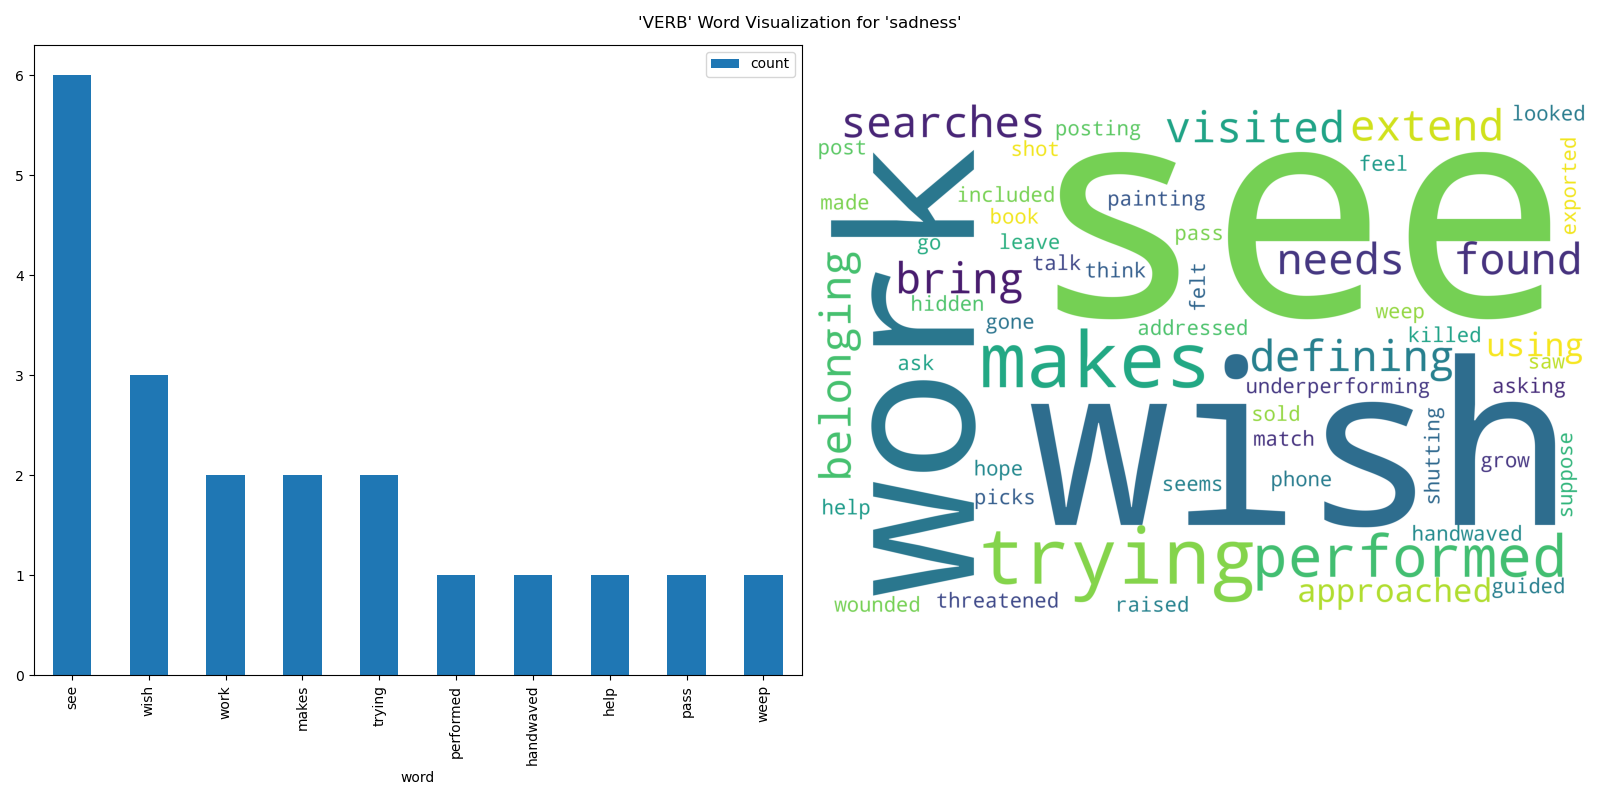 'VERB' Word Visualization for 'sadness'
count
6
5
4
3
2
1
0
see
wish
work
makes
trying
performed
handwaved
help
pass
weep
word
searches
posting
visited
extend
looked
post
shot
feel
exported
made
included
painting
book
pass
go
leave
see
work
belonging
bring
talk
think
felt
needs
found
hidden
gone
addressed
weep
killed
ask
makes
defining
using
saw
underperforming
asking
wish
sold
match
shutting
grow
suppose
hope
picks
seems
phone
help
trying
performed
handwaved
wounded
threatened
raised
approached
guided